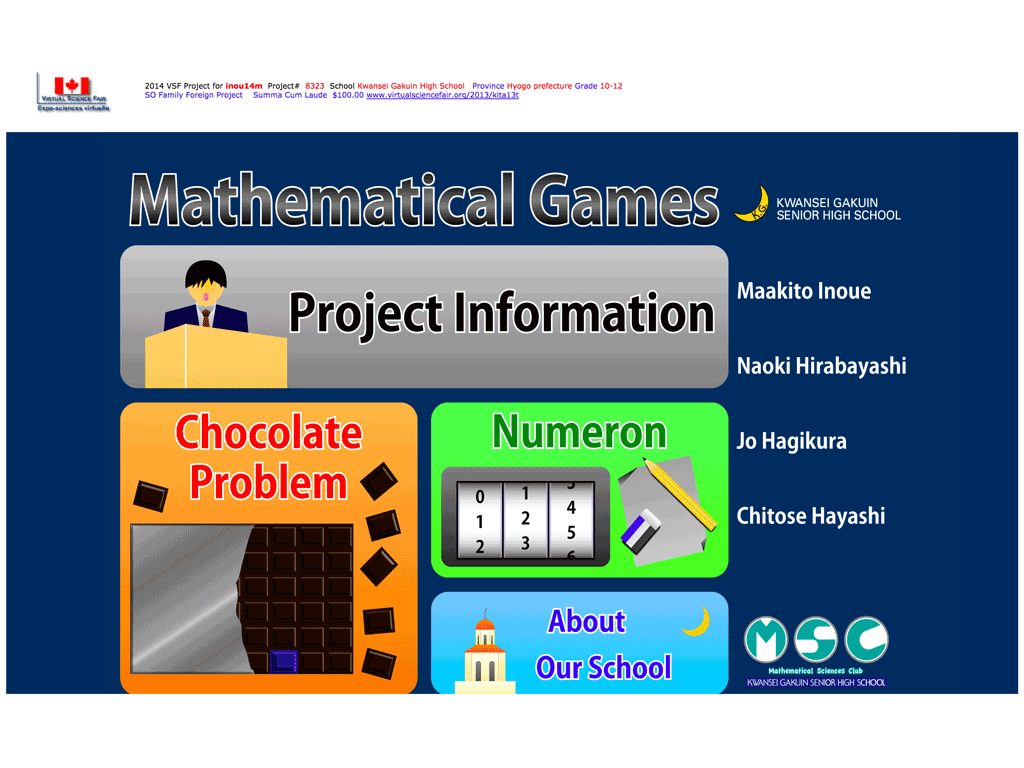 VIRTUAL SCIENCE FAIR
Expo-sciences virtuelle
2014 VSF Project for inou14m Project# 8323 School Kwansei Gakuin High School Province Hyogo prefecture Grade 10-12
SO Family Foreign Project Summa Cum Laude $100.00 www.virtualsciencefair.org/2013/kita13t
Mathematical Games
KG
KWANSEI GAKUIN
SENIOR HIGH SCHOOL
Project Information
Maakito Inoue
Naoki Hirabayashi
Jo Hagikura
Chitose Hayashi
Chocolate
Problem
Numeron
0 1 3
1 2 4
2 3 5
6
About
Our School
MSC
Mathematical Sciences Club
KWANSEI GAKUIN SENIOR HIGH SCHOOL